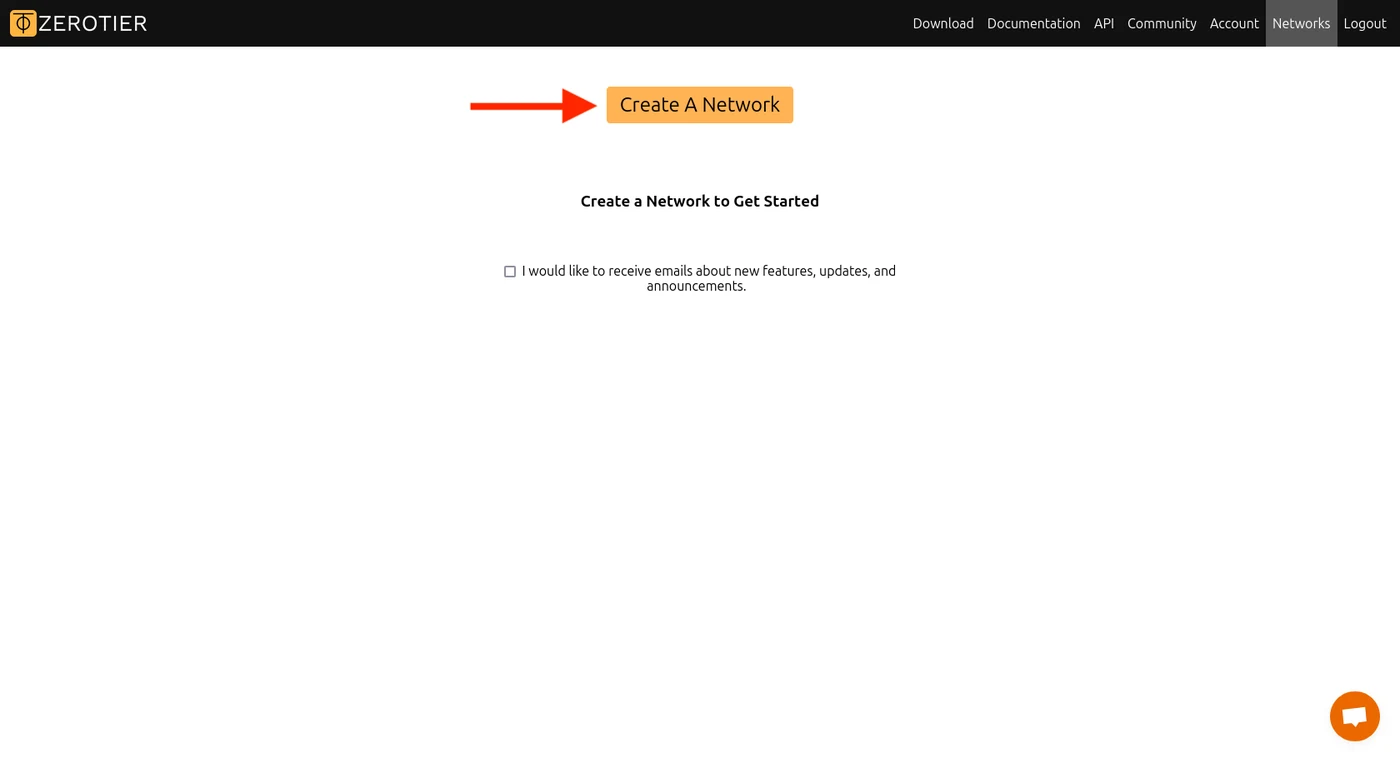 ZEROTIER
Download Documentation API Community Account Networks Logout
Create A Network
Create a Network to Get Started
I would like to receive emails about new features, updates, and
announcements.